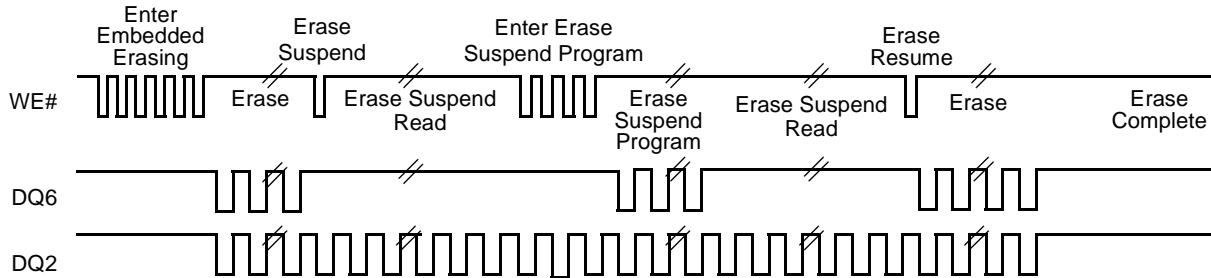 Enter
Embedded
Erasing
Erase
Suspend
Enter Erase
Suspend Program
Erase
Resume
WE#
Erase
Erase Suspend
Read
Erase
Suspend
Program
Erase Suspend
Read
Erase
Erase
Complete
DQ6
DQ2